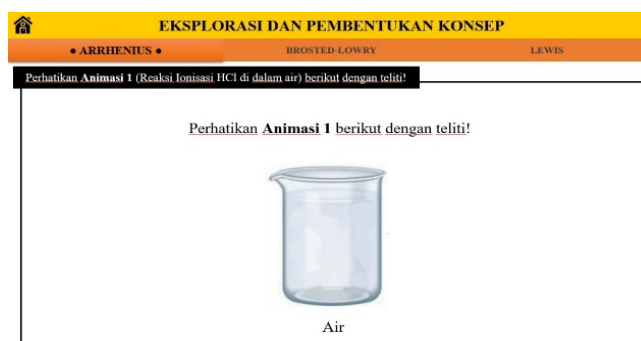 EKSPLORASI DAN PEMBENTUKAN KONSEP
• ARRHENIUS • BROSTED-LOWRY LEWIS
Perhatikan Animasi 1 (Reaksi Ionisasi HCl di dalam air) berikut dengan teliti!
Perhatikan Animasi 1 berikut dengan teliti!
Air